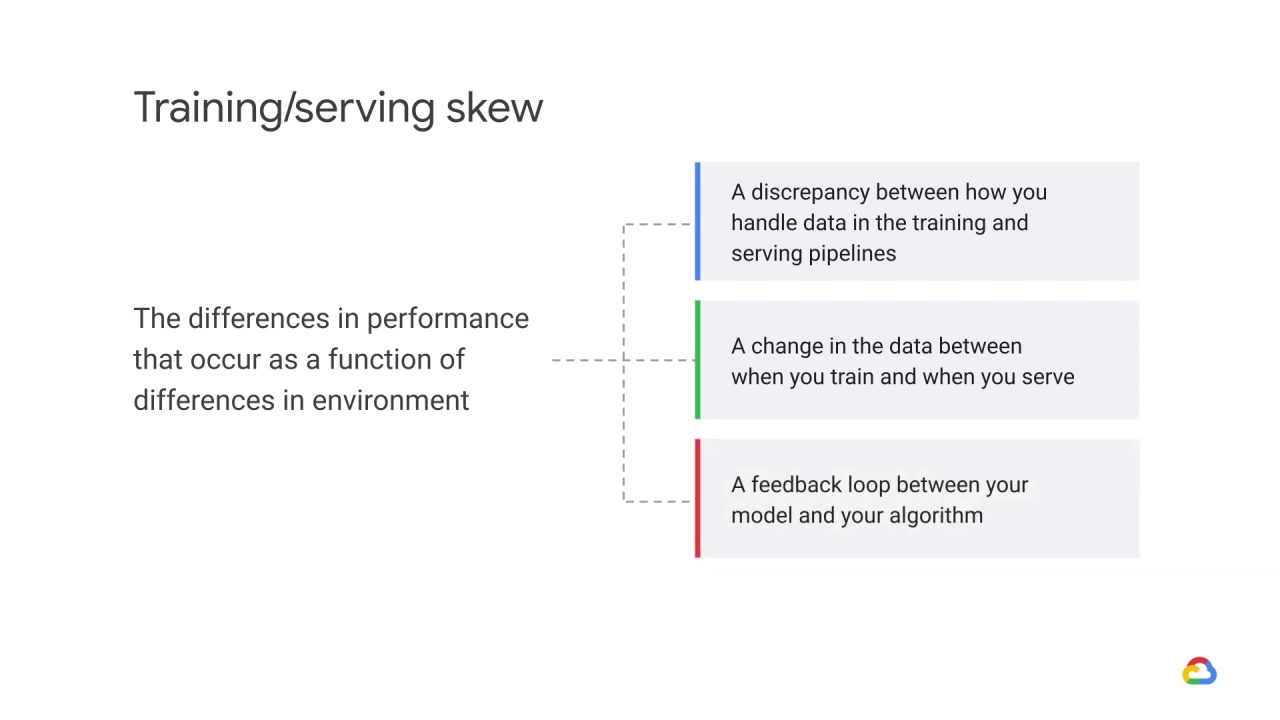 Training/serving skew
The differences in performance
that occur as a function of
differences in environment
A discrepancy between how you
handle data in the training and
serving pipelines
A change in the data between
when you train and when you serve
A feedback loop between your
model and your algorithm